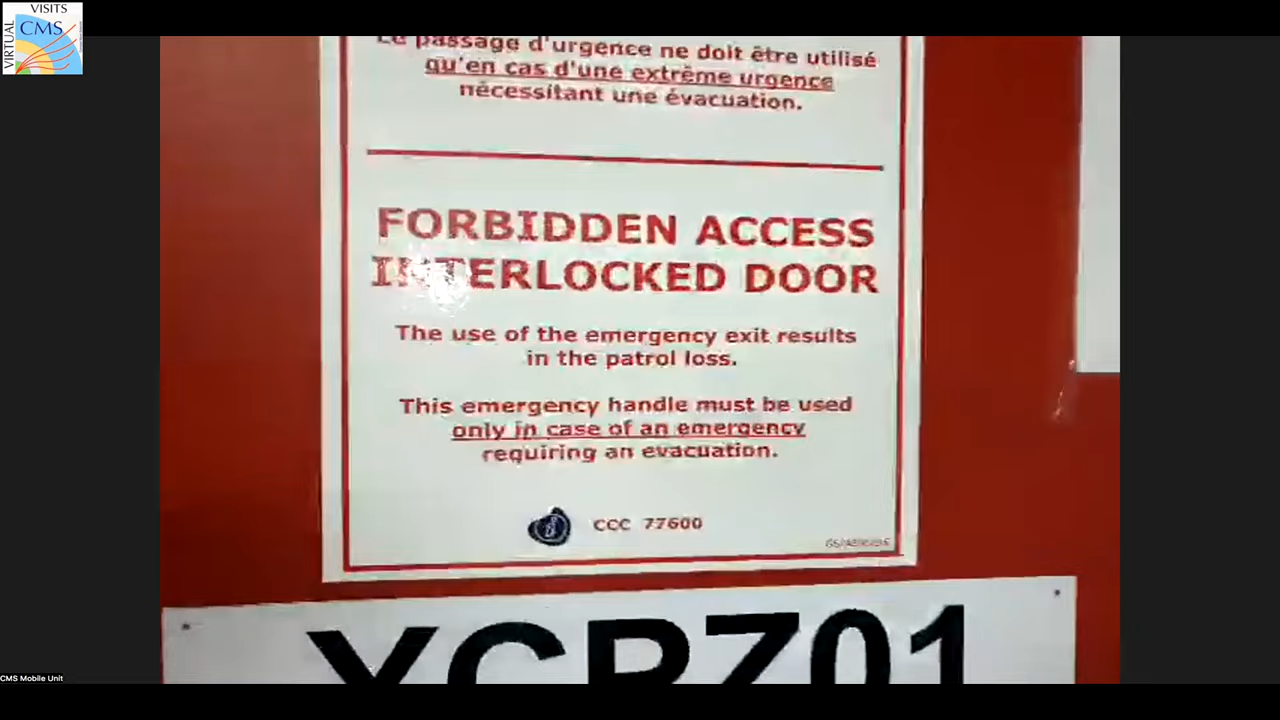 VISITS
VIRTUAL
CMS
Le passage d'urgence ne doit être utilisé
qu'en cas d'une extrême urgence
nécessitant une évacuation.
FORBIDDEN ACCESS
INTERLOCKED DOOR
The use of the emergency exit results
in the patrol loss.
This emergency handle must be used
only in case of an emergency
requiring an evacuation.
CCC 77600
YCPZ01
CMS Mobile Unit